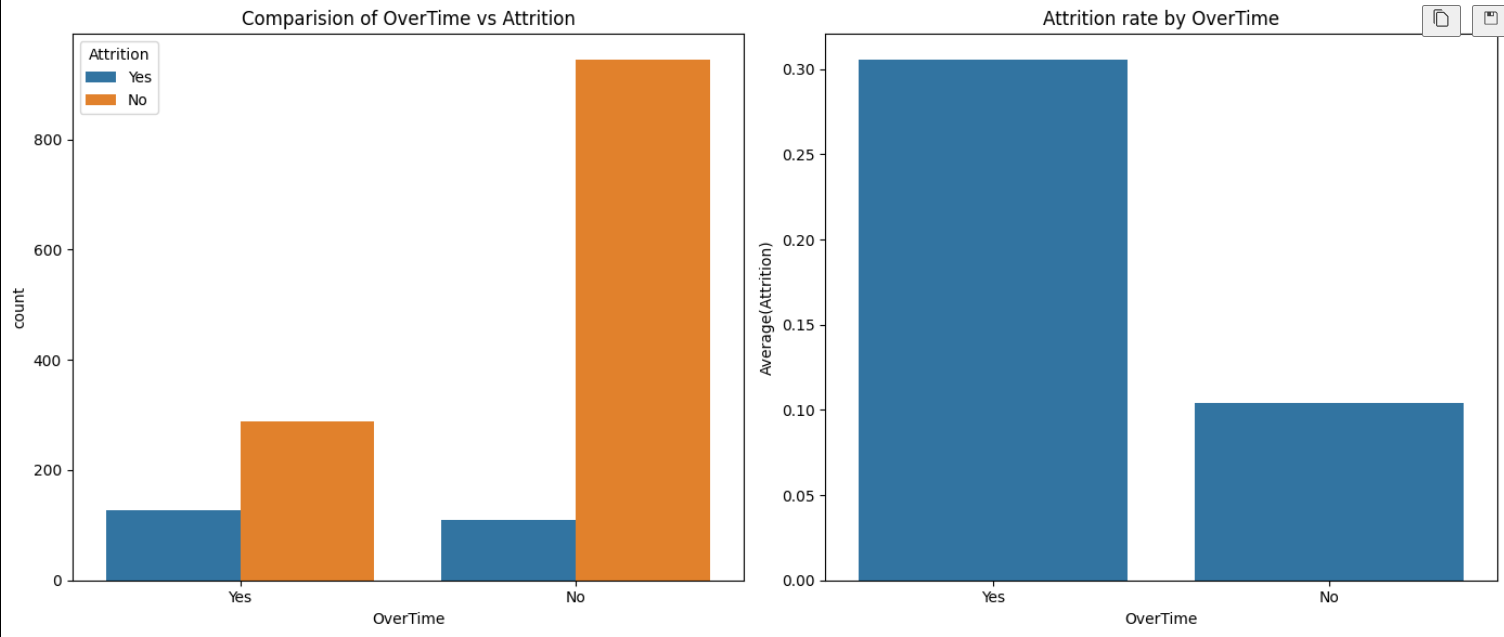 Comparision of OverTime vs Attrition
Attrition
Yes
No
800
600
400
200
0
count
Yes
No
OverTime
Attrition rate by OverTime
0.30
0.25
0.20
0.15
0.10
0.05
0.00
Average(Attrition)
Yes
No
OverTime